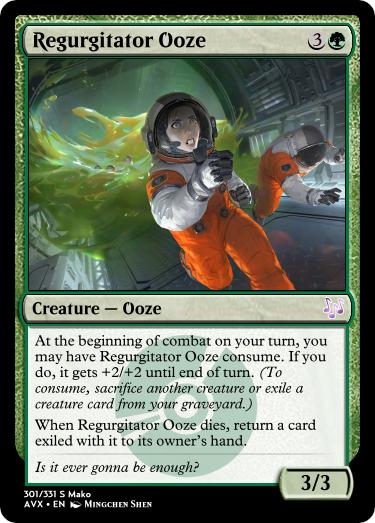 Regurgitator Ooze 3
Creature — Ooze
At the beginning of combat on your turn, you
may have Regurgitator Ooze consume. If you
do, it gets +2/+2 until end of turn. (To
consume, sacrifice another creature or exile a
creature card from your graveyard.)
When Regurgitator Ooze dies, return a card
exiled with it to its owner's hand.
Is it ever gonna be enough?
3/3
301/331 S Mako
AVX • EN Mingchen Shen